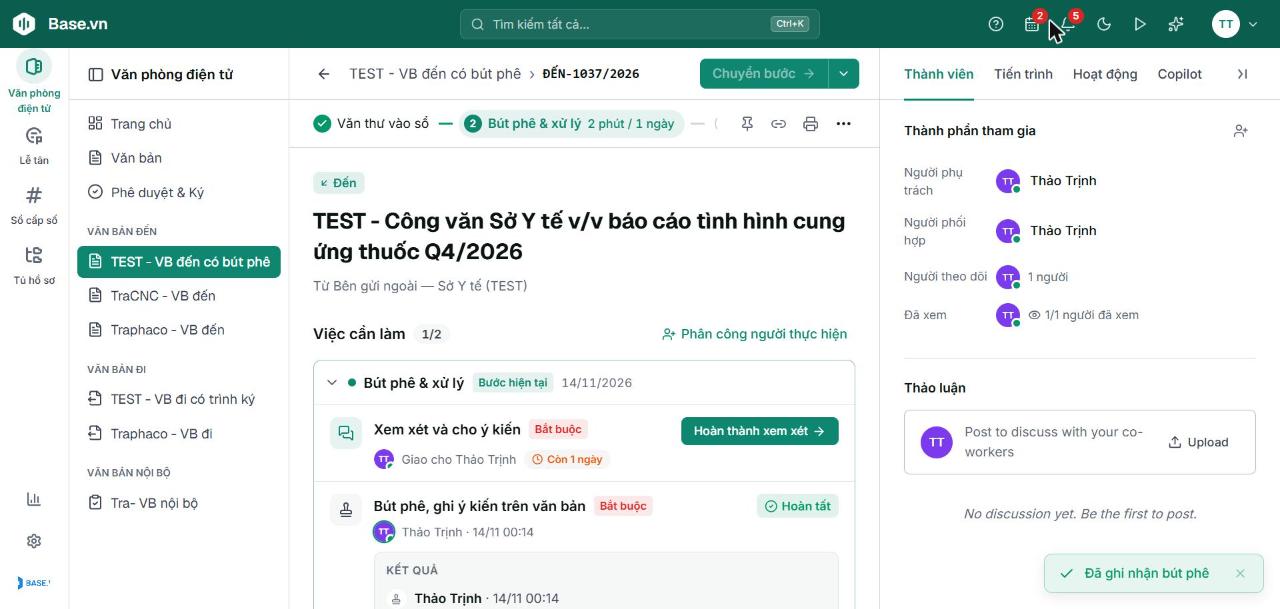 Base.vn
Tìm kiếm tất cả...
Ctrl+K
2
5
TT
Văn phòng điện tử
Lễ tân
Sổ cấp số
Tủ hồ sơ
BASE.
Văn phòng điện tử
Trang chủ
Văn bản
Phê duyệt & Ký
VĂN BẢN ĐẾN
TEST - VB đến có bút phê
TraCNC - VB đến
Traphaco - VB đến
VĂN BẢN ĐI
TEST - VB đi có trình ký
Traphaco - VB đi
VĂN BẢN NỘI BỘ
Tra- VB nội bộ
TEST - VB đến có bút phê › ĐẾN-1037/2026
Chuyển bước →
Văn thư vào sổ
2 Bút phê & xử lý 2 phút / 1 ngày
Đến
TEST - Công văn Sở Y tế v/v báo cáo tình hình cung
ứng thuốc Q4/2026
Từ Bên gửi ngoài — Sở Y tế (TEST)
Việc cần làm 1/2
Phân công người thực hiện
Bút phê & xử lý Bước hiện tại 14/11/2026
Xem xét và cho ý kiến Bắt buộc
Hoàn thành xem xét →
TT Giao cho Thảo Trịnh Còn 1 ngày
Bút phê, ghi ý kiến trên văn bản Bắt buộc
Hoàn tất
TT Thảo Trịnh · 14/11 00:14
KẾT QUẢ
Thảo Trịnh · 14/11 00:14
Thành viên Tiến trình Hoạt động Copilot
Thành phần tham gia
Người phụ trách TT Thảo Trịnh
Người phối hợp TT Thảo Trịnh
Người theo dõi TT 1 người
Đã xem TT 1/1 người đã xem
Thảo luận
TT
Post to discuss with your co-
workers
Upload
No discussion yet. Be the first to post.
Đã ghi nhận bút phê